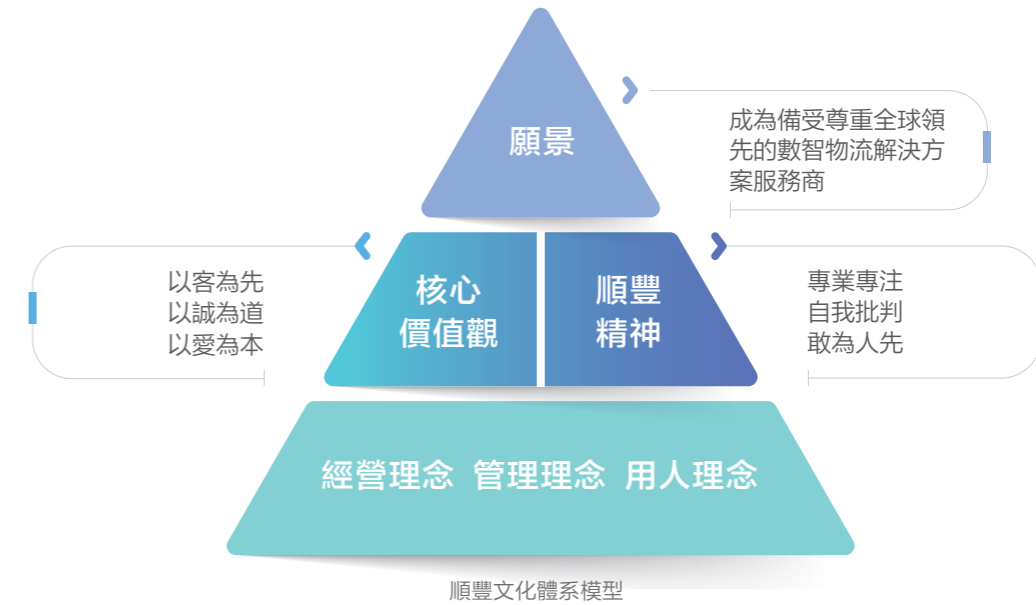 願景
成為備受尊重全球領
先的數智物流解決方
案服務商
以客為先
以誠為道
以愛為本
核心
價值觀
順豐
精神
專業專注
自我批判
敢為人先
經營理念 管理理念 用人理念
順豐文化體系模型